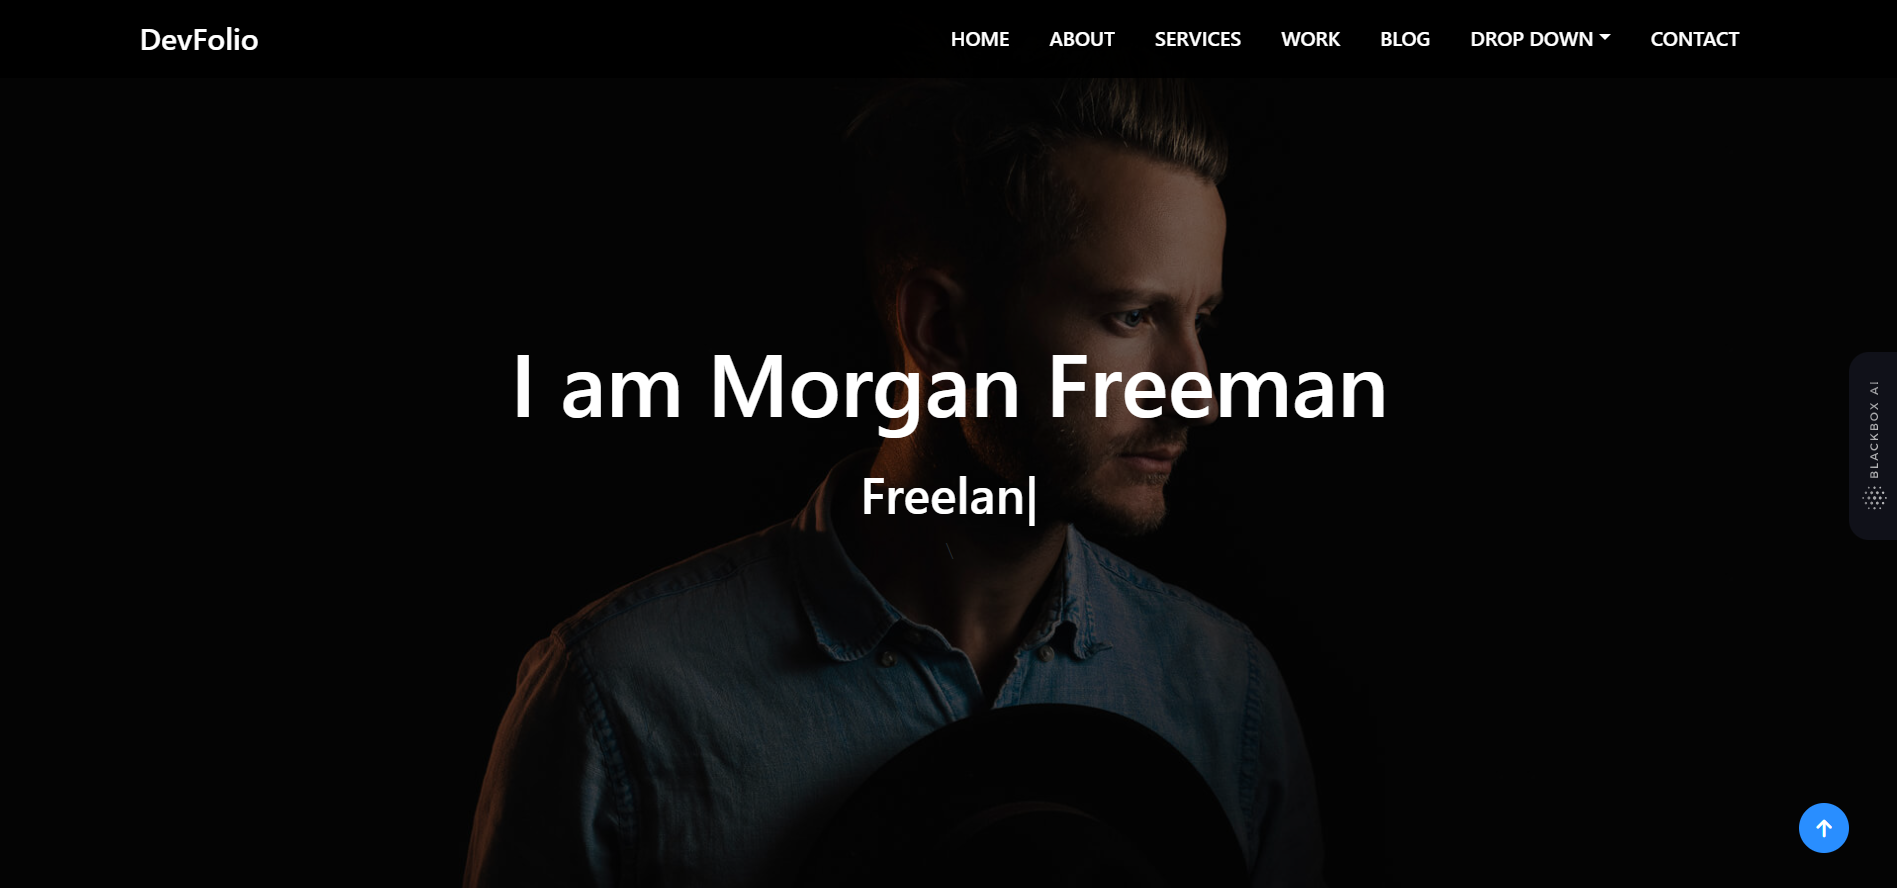 DevFolio
HOME ABOUT SERVICES WORK BLOG DROP DOWN CONTACT
I am Morgan Freeman
Freelan|
BLACKBOX AI